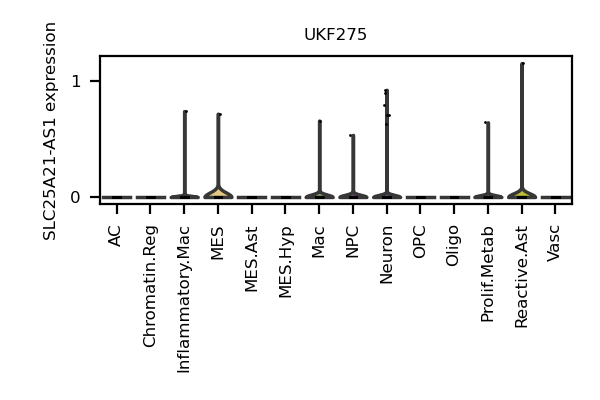 UKF275
SLC25A21-AS1 expression
1
0
AC
Chromatin.Reg
Inflammatory.Mac
MES
MES.Ast
MES.Hyp
Mac
NPC
Neuron
OPC
Oligo
Prolif.Metab
Reactive.Ast
Vasc